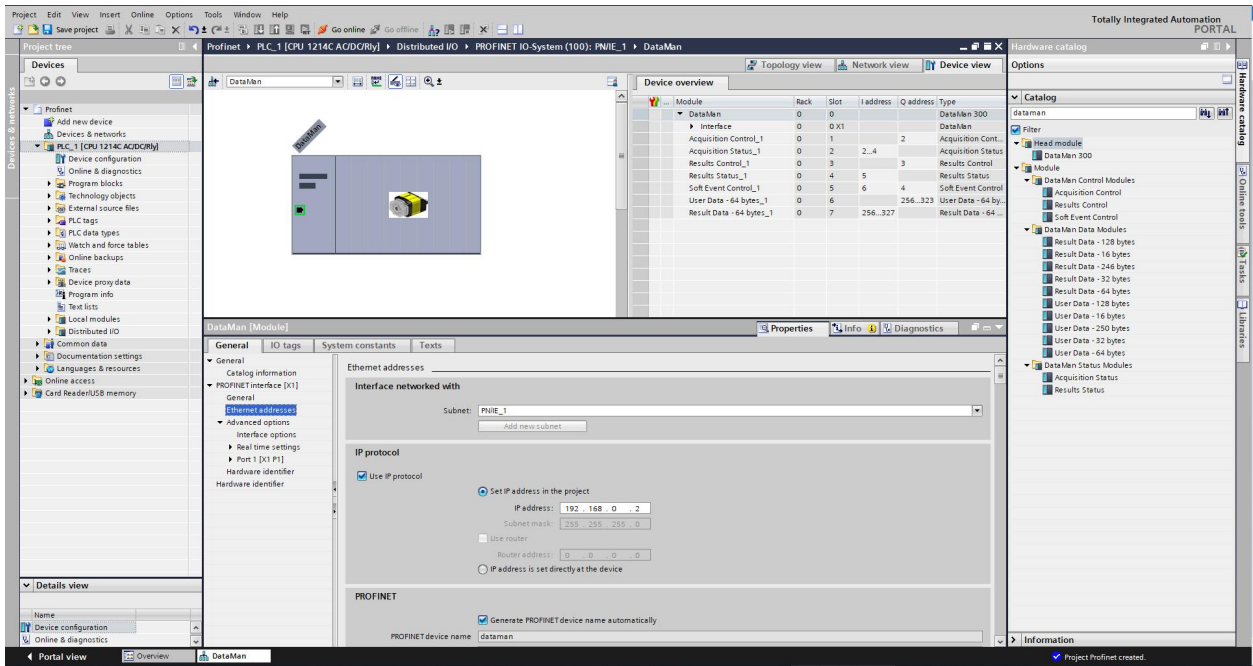 Project Edit View Insert Online Options Tools Window Help
Totally Integrated Automation
PORTAL
Save project Go online Go offline
Project tree
Profinet ▸ PLC_1 [CPU 1214C AC/DC/Rly] ▸ Distributed I/O ▸ PROFINET IO-System (100): PN/IE_1 ▸ DataMan
Hardware catalog
Devices
Topology view Network view Device view
Options
DataMan
Device overview
Devices & networks
Profinet
Add new device
Devices & networks
PLC_1 [CPU 1214C AC/DC/Rly]
Device configuration
Online & diagnostics
Program blocks
Technology objects
External source files
PLC tags
PLC data types
Watch and force tables
Online backups
Traces
Device proxy data
Program info
Text lists
Local modules
Distributed I/O
Common data
Documentation settings
Languages & resources
Online access
Card Reader/USB memory
DataMan
... Module Rack Slot I address Q address Type
DataMan 0 0 DataMan 300
Interface 0 0 X1 DataMan
Acquisition Control_1 0 1 2 Acquisition Cont...
Acquisition Status_1 0 2 2...4 Acquisition Status
Results Control_1 0 3 3 Results Control
Results Status_1 0 4 5 Results Status
Soft Event Control_1 0 5 6 4 Soft Event Control
User Data - 64 bytes_1 0 6 256...323 User Data - 64 by...
Result Data - 64 bytes_1 0 7 256...327 Result Data - 64 ...
Catalog
dataman
Filter
Head module
DataMan 300
Module
DataMan Control Modules
Acquisition Control
Results Control
Soft Event Control
DataMan Data Modules
Result Data - 128 bytes
Result Data - 16 bytes
Result Data - 246 bytes
Result Data - 32 bytes
Result Data - 64 bytes
User Data - 128 bytes
User Data - 16 bytes
User Data - 250 bytes
User Data - 32 bytes
User Data - 64 bytes
DataMan Status Modules
Acquisition Status
Results Status
Hardware catalog
Online tools
Tasks
Libraries
DataMan [Module]
Properties Info Diagnostics
General IO tags System constants Texts
General
Catalog information
PROFINET interface [X1]
General
Ethernet addresses
Advanced options
Interface options
Real time settings
Port 1 [X1 P1]
Hardware identifier
Hardware identifier
Ethernet addresses
Interface networked with
Subnet: PN/IE_1
Add new subnet
IP protocol
Use IP protocol
Set IP address in the project
IP address: 192 . 168 . 0 . 2
Subnet mask: 255 . 255 . 255 . 0
Use router
Router address: 0 . 0 . 0 . 0
IP address is set directly at the device
PROFINET
Generate PROFINET device name automatically
PROFINET device name dataman
Details view
Name
Device configuration
Online & diagnostics
Information
Portal view Overview DataMan
Project Profinet created.